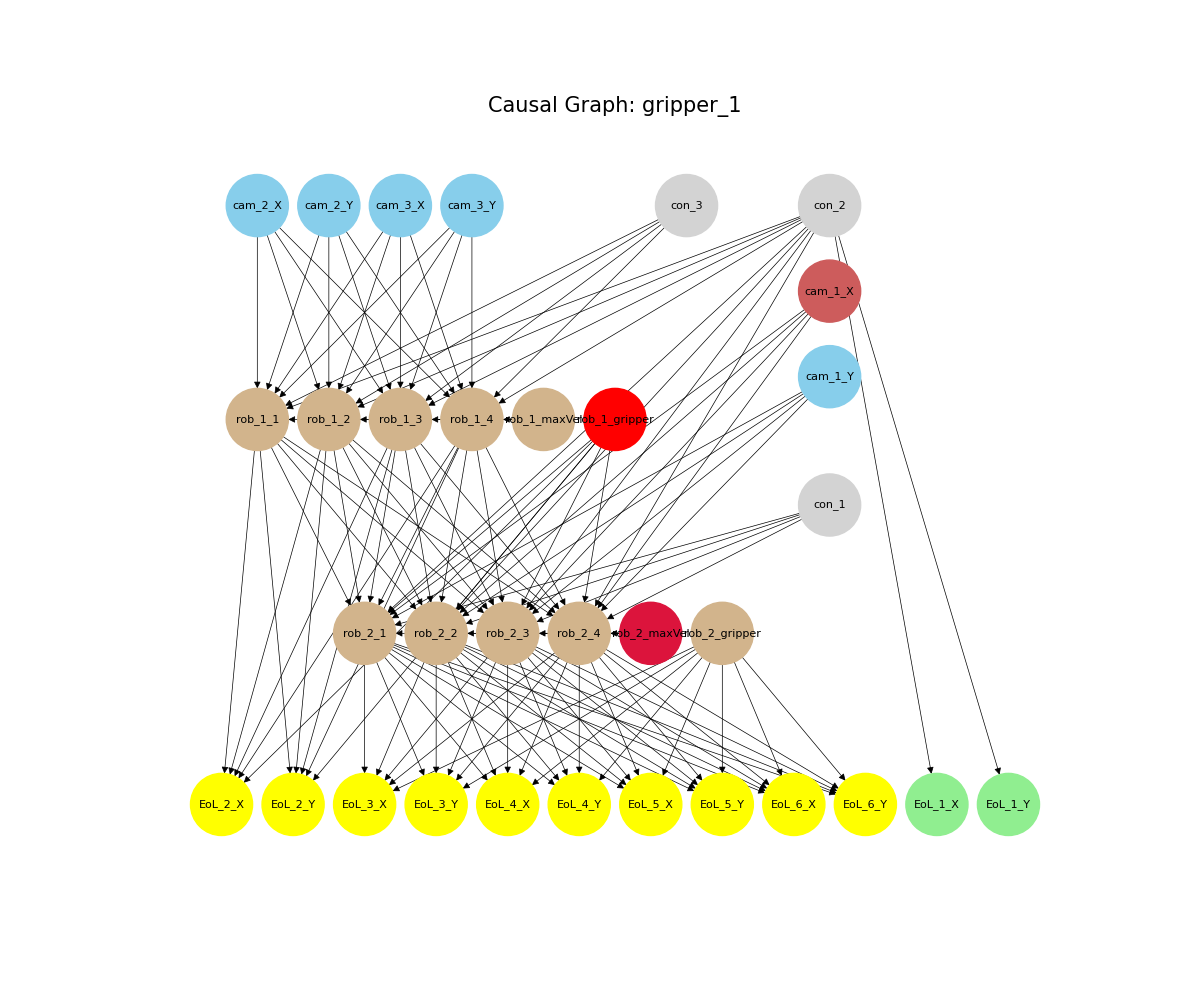 Causal Graph: gripper_1
cam_2_X cam_2_Y cam_3_X cam_3_Y con_3 con_2
cam_1_X
cam_1_Y
rob_1_1 rob_1_2 rob_1_3 rob_1_4 rob_1_maxVel rob_1_gripper
con_1
rob_2_1 rob_2_2 rob_2_3 rob_2_4 rob_2_maxVel rob_2_gripper
EoL_2_X EoL_2_Y EoL_3_X EoL_3_Y EoL_4_X EoL_4_Y EoL_5_X EoL_5_Y EoL_6_X EoL_6_Y EoL_1_X EoL_1_Y